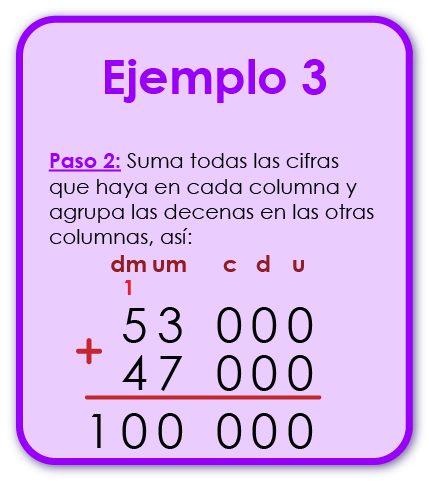 Ejemplo 3
Paso 2: Suma todas las cifras
que haya en cada columna y
agrupa las decenas en las otras
columnas, así:
dm um c d u
1
53 000
+
47 000
100 000